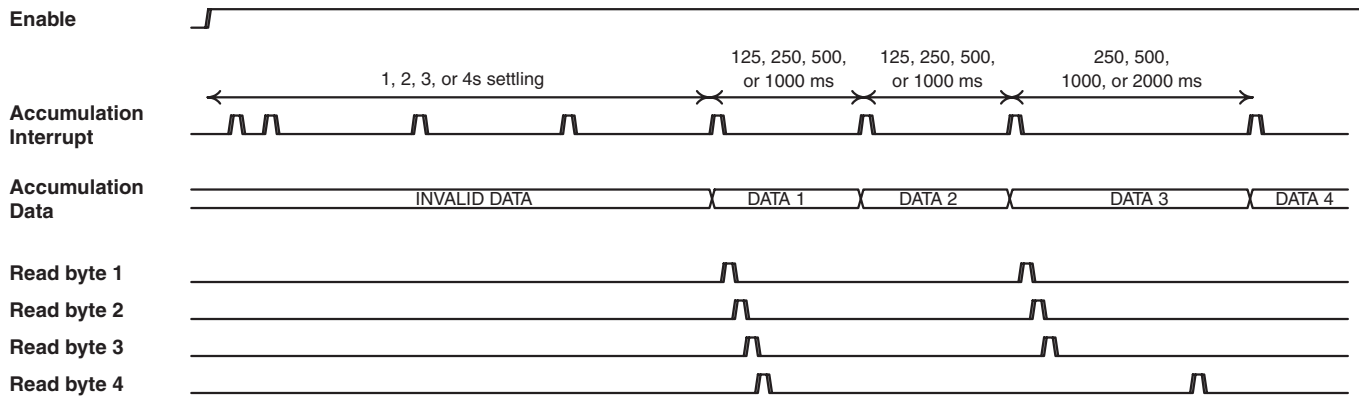 Enable
125, 250, 500,
or 1000 ms
125, 250, 500,
or 1000 ms
250, 500,
1000, or 2000 ms
1, 2, 3, or 4s settling
Accumulation
Interrupt
Accumulation
Data
INVALID DATA
DATA 1
DATA 2
DATA 3
DATA 4
Read byte 1
Read byte 2
Read byte 3
Read byte 4